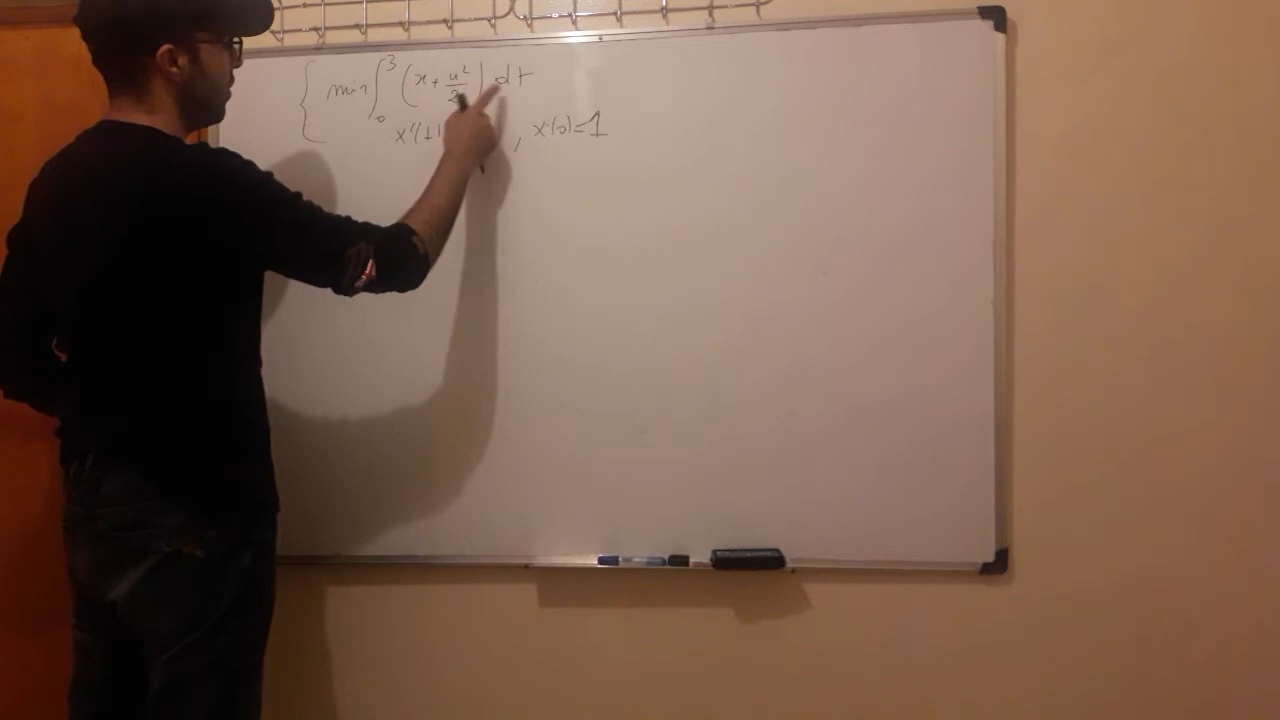 { min ∫₀³ (x + u²/2) dt
x'(t) , x(0)=1